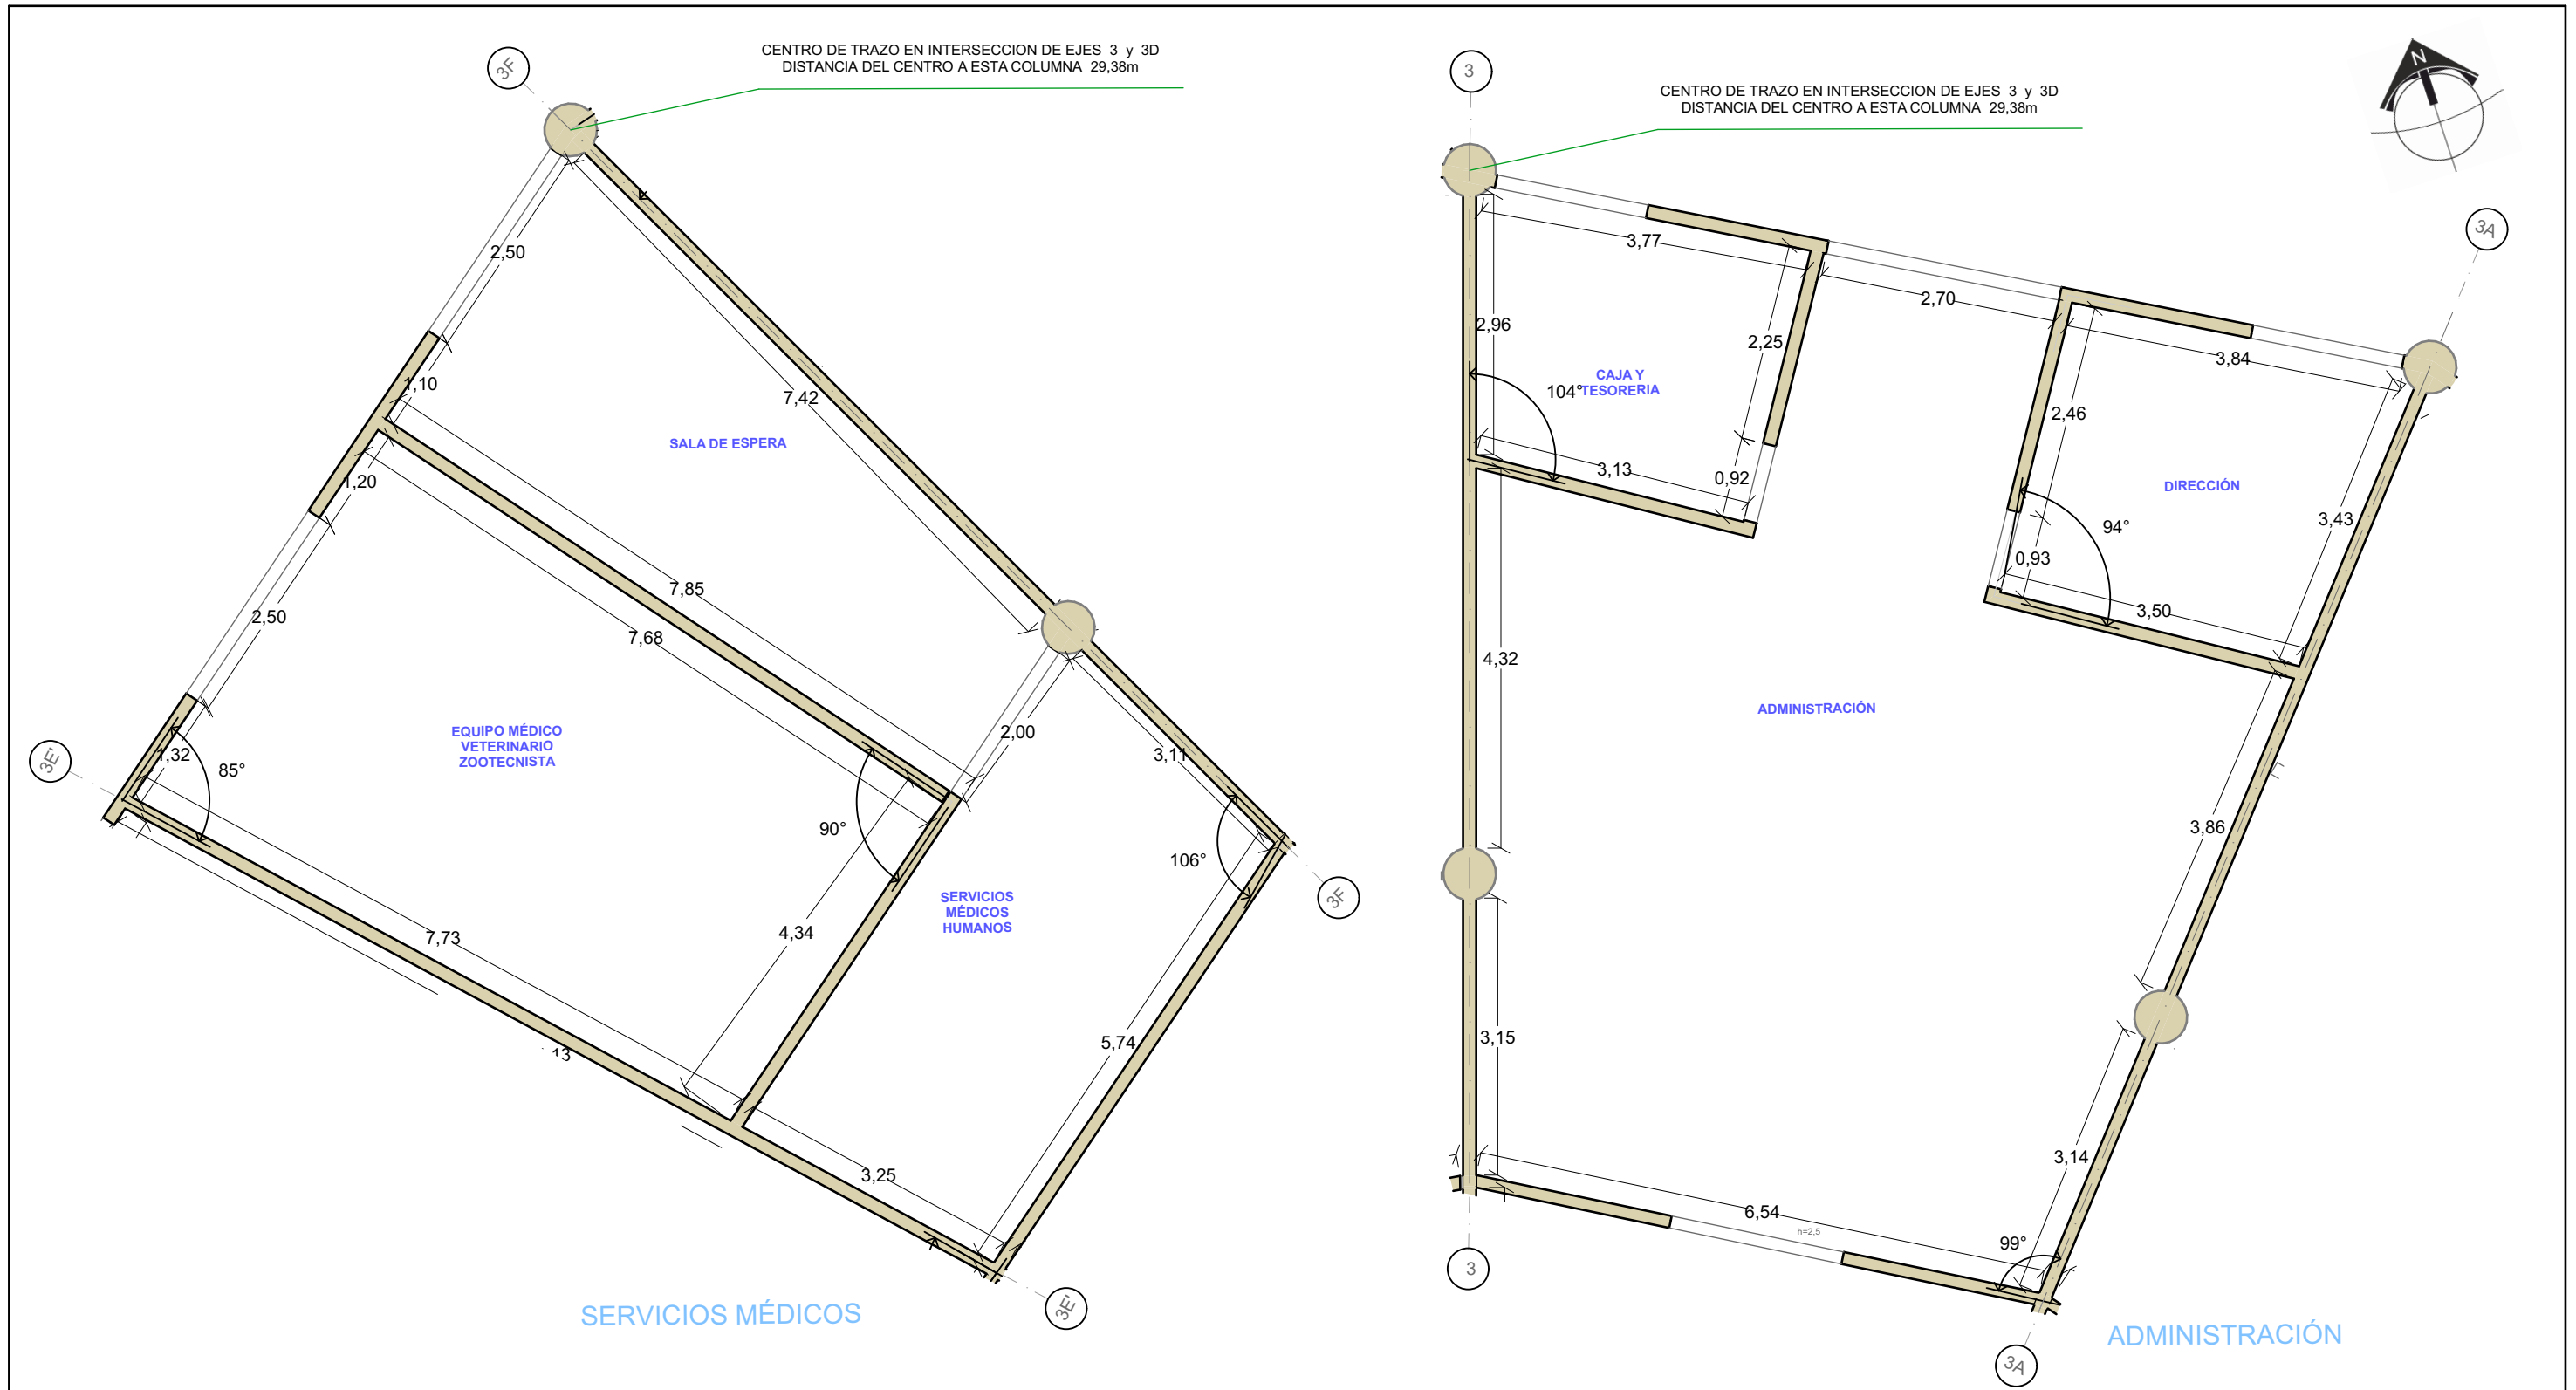 3F
CENTRO DE TRAZO EN INTERSECCION DE EJES 3 y 3D
DISTANCIA DEL CENTRO A ESTA COLUMNA 29,38m
2,50
1,10
7,42
SALA DE ESPERA
1,20
7,85
7,68
2,50
2,00
EQUIPO MÉDICO
VETERINARIO
ZOOTECNISTA
3,11
3E'
1,32
85°
90°
106°
SERVICIOS
MÉDICOS
HUMANOS
3F
7,73
4,34
5,74
13
3,25
3E'
SERVICIOS MÉDICOS
3
CENTRO DE TRAZO EN INTERSECCION DE EJES 3 y 3D
DISTANCIA DEL CENTRO A ESTA COLUMNA 29,38m
N
3A
3,77
2,70
2,96
2,25
3,84
CAJA Y
TESORERIA
104°
2,46
3,13
0,92
DIRECCIÓN
3,43
94°
0,93
3,50
4,32
ADMINISTRACIÓN
3,86
3,15
3,14
6,54
h=2,5
99°
3
3A
ADMINISTRACIÓN